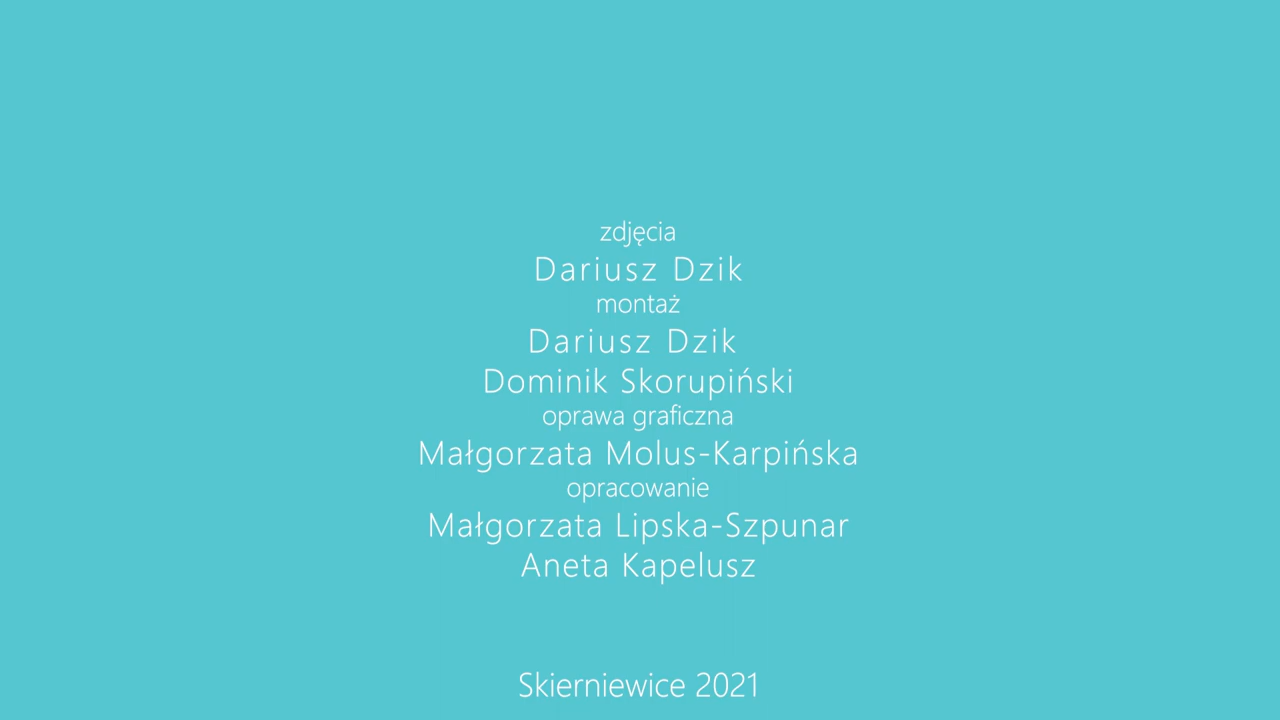 zdjęcia
Dariusz Dzik
montaż
Dariusz Dzik
Dominik Skorupiński
oprawa graficzna
Małgorzata Molus-Karpińska
opracowanie
Małgorzata Lipska-Szpunar
Aneta Kapelusz
Skierniewice 2021